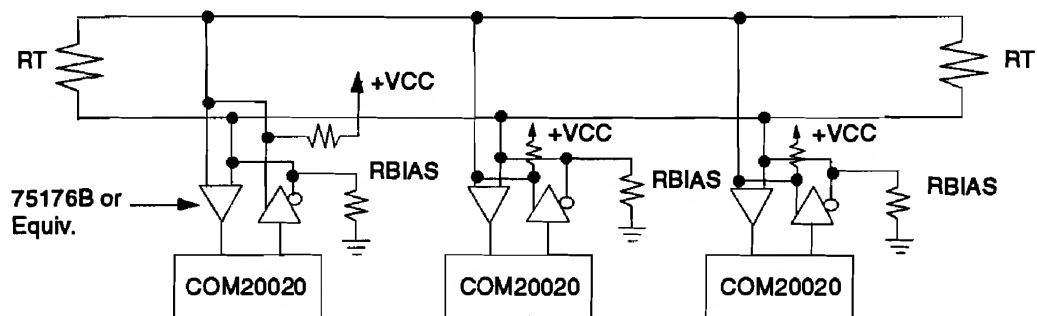 RT
RT
+VCC
+VCC
+VCC
RBIAS
RBIAS
RBIAS
75176B or
Equiv.
COM20020
COM20020
COM20020